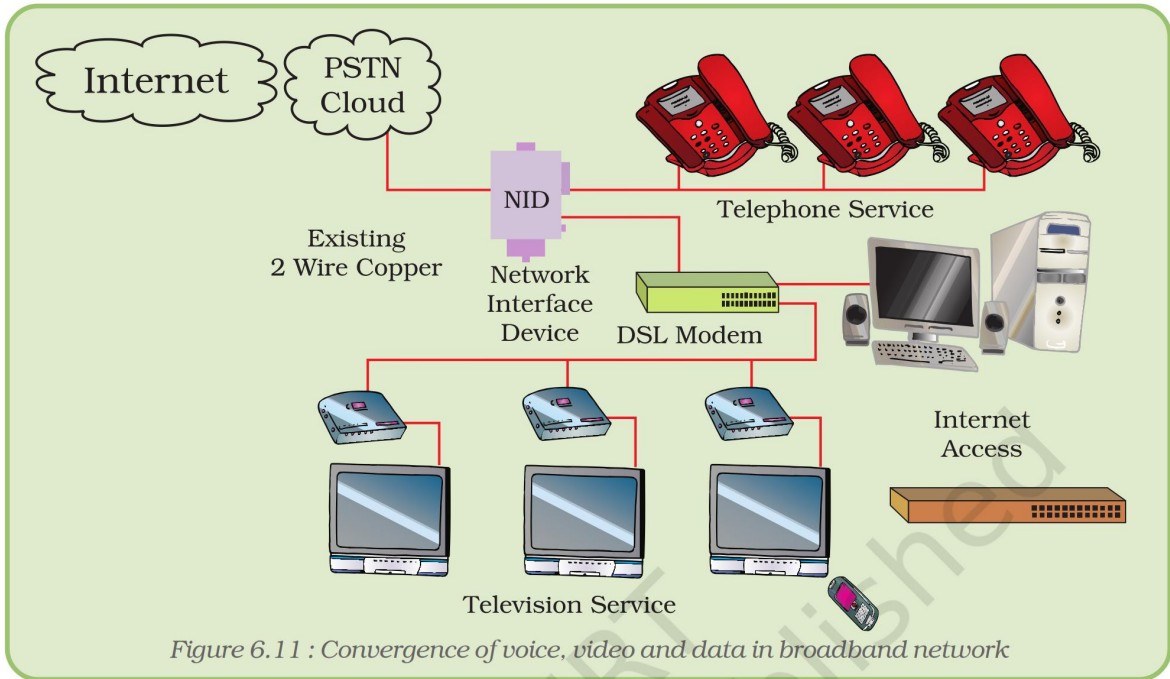 Internet
PSTN
Cloud
NID
Telephone Service
Existing
2 Wire Copper
Network
Interface
Device
DSL Modem
Internet
Access
Television Service
Figure 6.11 : Convergence of voice, video and data in broadband network